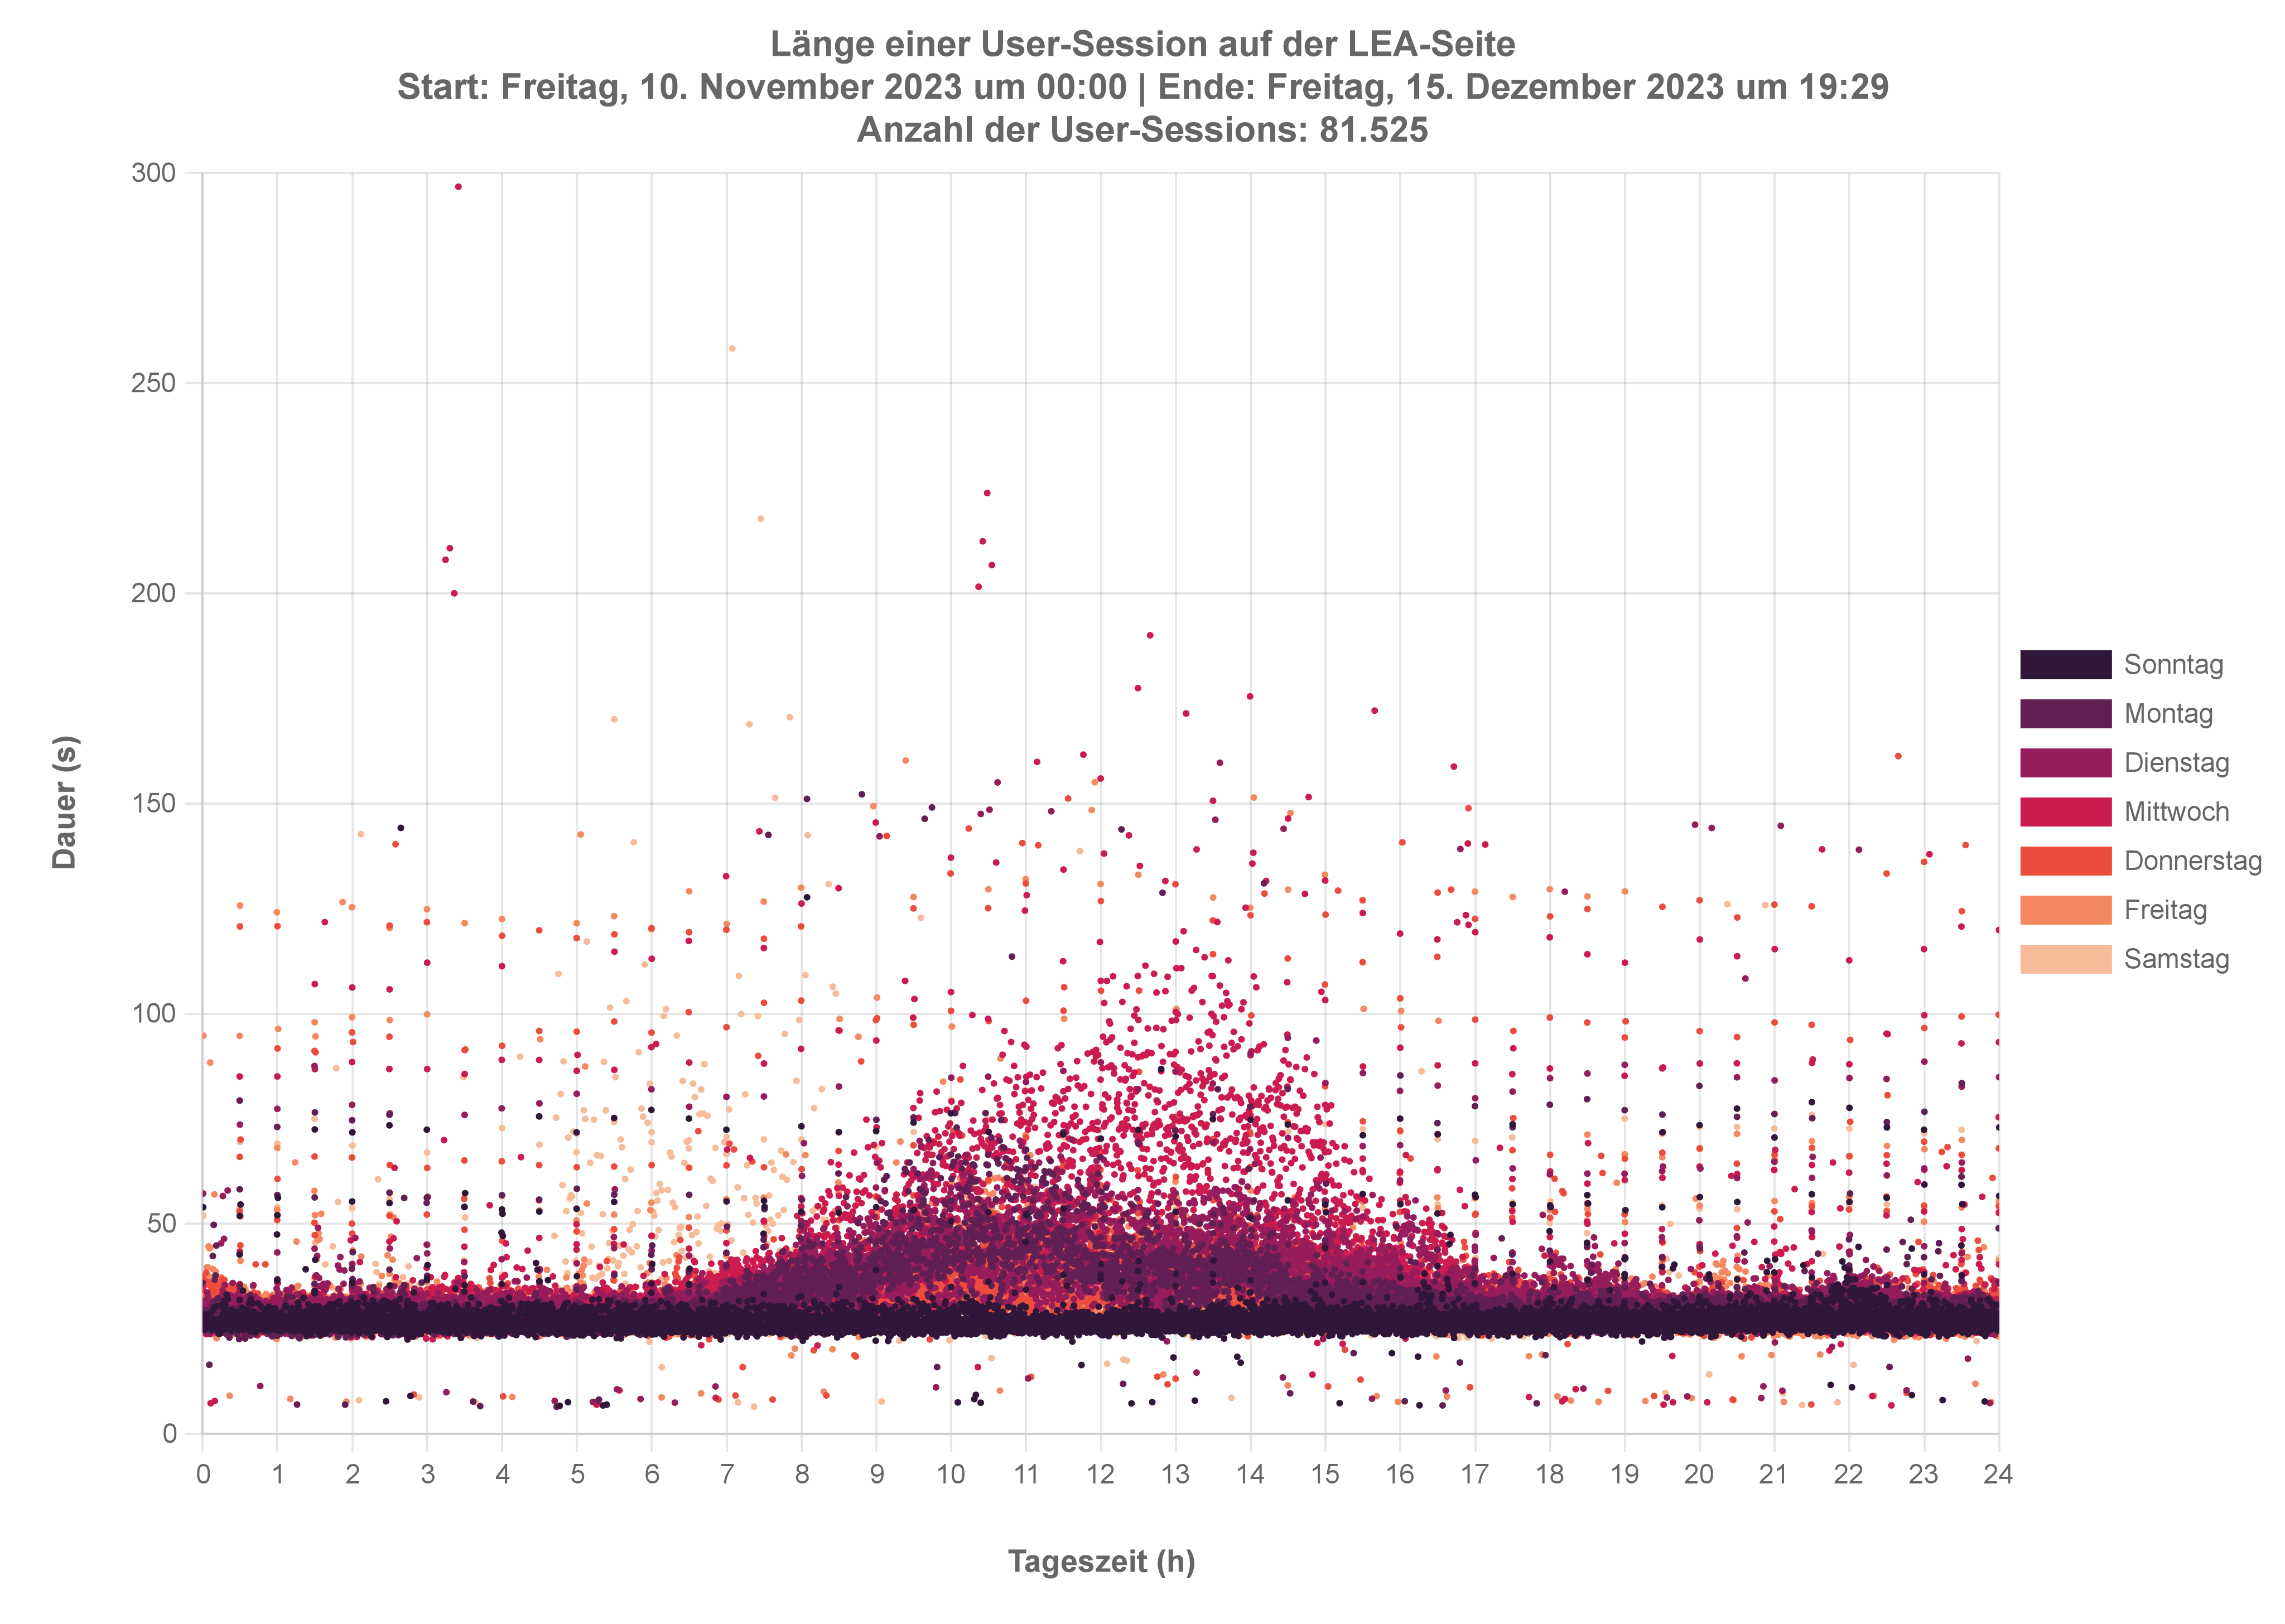 Länge einer User-Session auf der LEA-Seite
Start: Freitag, 10. November 2023 um 00:00 | Ende: Freitag, 15. Dezember 2023 um 19:29
Anzahl der User-Sessions: 81.525
300
250
200
150
100
50
0
Dauer (s)
0 1 2 3 4 5 6 7 8 9 10 11 12 13 14 15 16 17 18 19 20 21 22 23 24
Tageszeit (h)
Sonntag
Montag
Dienstag
Mittwoch
Donnerstag
Freitag
Samstag